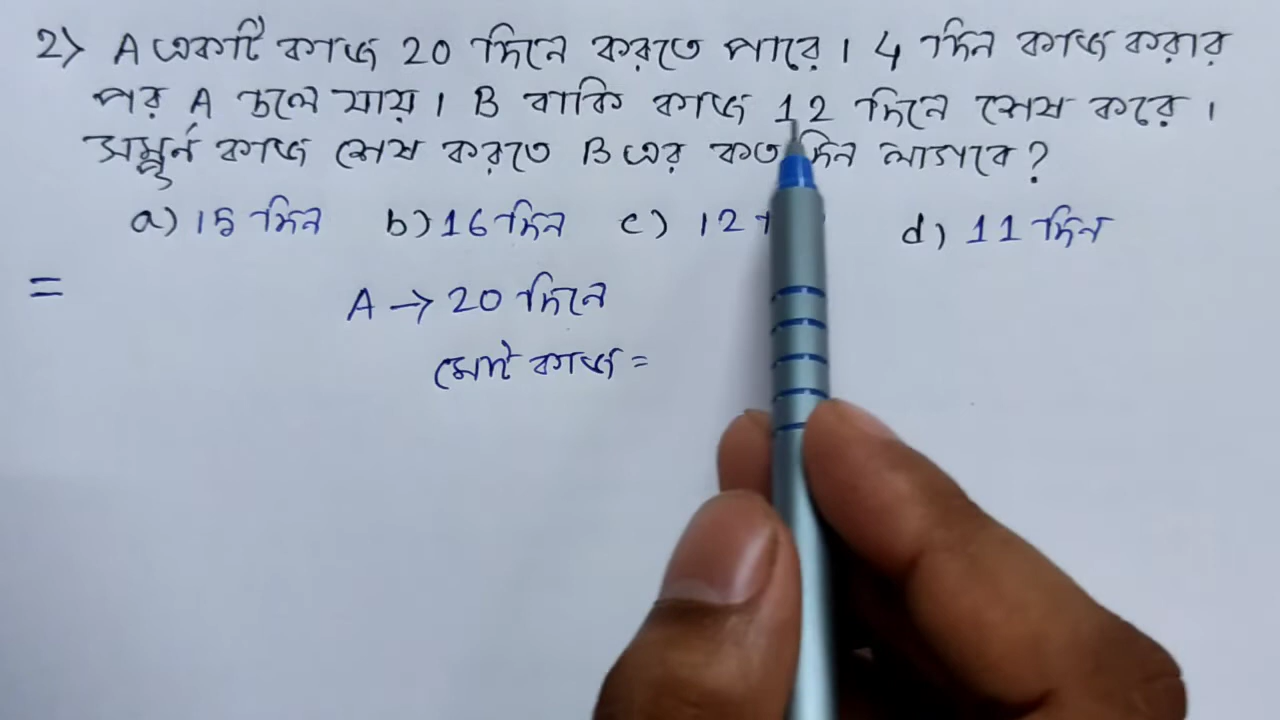 2) A একটি কাজ 20 দিনে করতে পারে। 4 দিন কাজ করার
পর A চলে যায়। B বাকি কাজ 12 দিনে শেষ করে।
সম্পূর্ন কাজ শেষ করতে B এর কত দিন লাগবে?
a) 15 দিন b) 16 দিন c) 12 d) 11 দিন
= A → 20 দিনে
মোট কাজ =